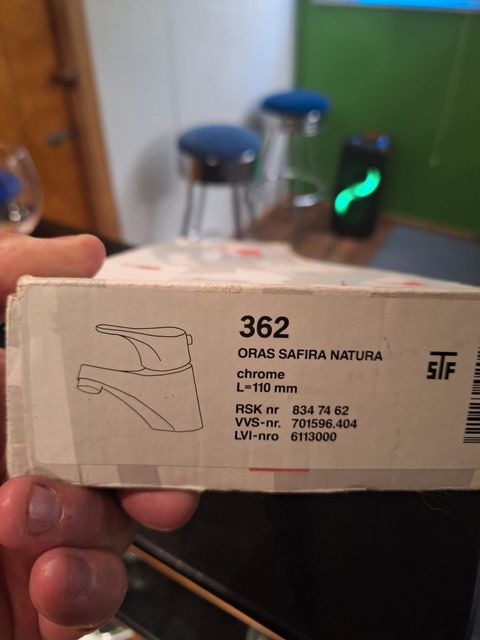 362
ORAS SAFIRA NATURA
chrome
L=110 mm
RSK nr 834 74 62
VVS-nr. 701596.404
LVI-nro 6113000
STF